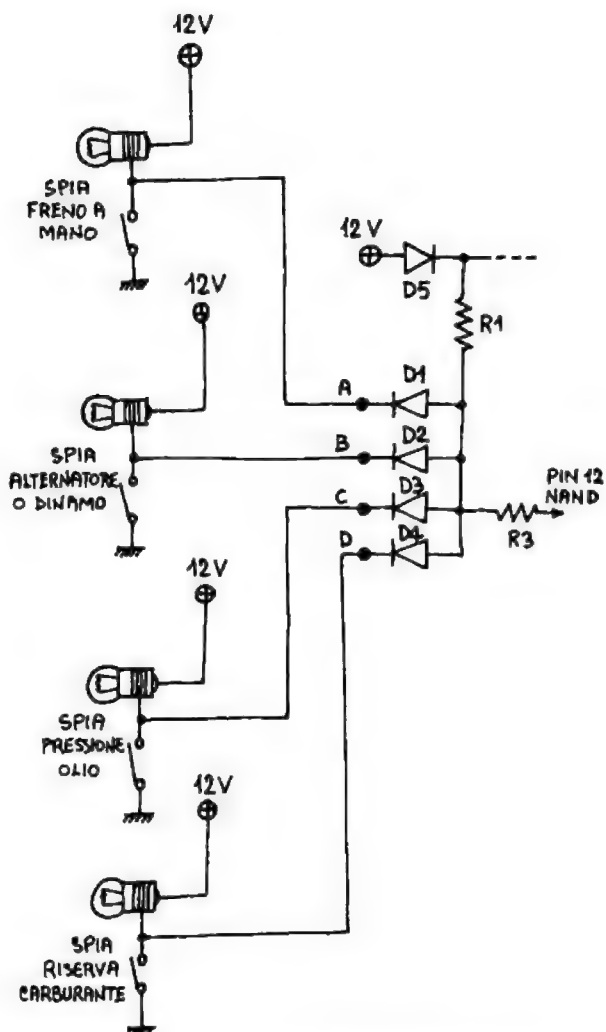 12V
SPIA
FRENO A
MANO
12V
D5
R1
12V
A
D1
B
D2
SPIA
ALTERNATORE
O DINAMO
C
D3
PIN 12
NAND
D
D4
R3
12V
SPIA
PRESSIONE
OLIO
12V
SPIA
RISERVA
CARBURANTE